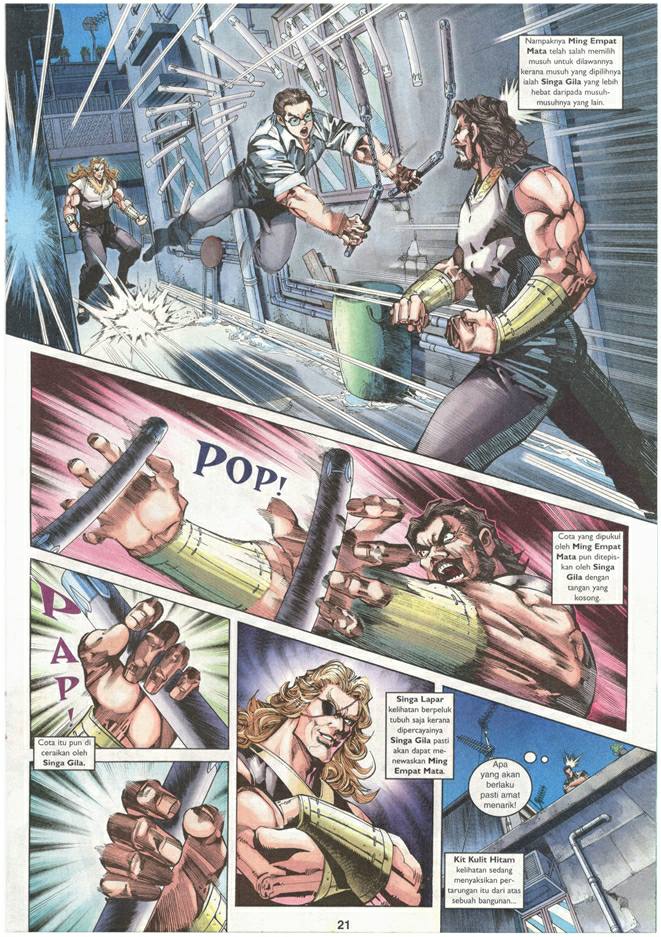 Nampaknya Ming Empat
Mata telah salah memilih
musuh untuk dilawannya
kerana musuh yang dipilihnya
ialah Singa Gila yang lebih
hebat daripada musuh-
musuhnya yang lain.
POP!
Cota yang dipukul
oleh Ming Empat
Mata pun ditepis-
kan oleh Singa
Gila dengan
tangan yang
kosong.
PAP!
Cota itu pun di
ceraikan oleh
Singa Gila.
Singa Lapar
kelihatan berpeluk
tubuh saja kerana
dipercayainya
Singa Gila pasti
akan dapat me-
newaskan Ming
Empat Mata.
Apa
yang akan
berlaku
pasti amat
menarik!
Kit Kulit Hitam
kelihatan sedang
menyaksikan per-
tarungan itu dari atas
sebuah bangunan...
21